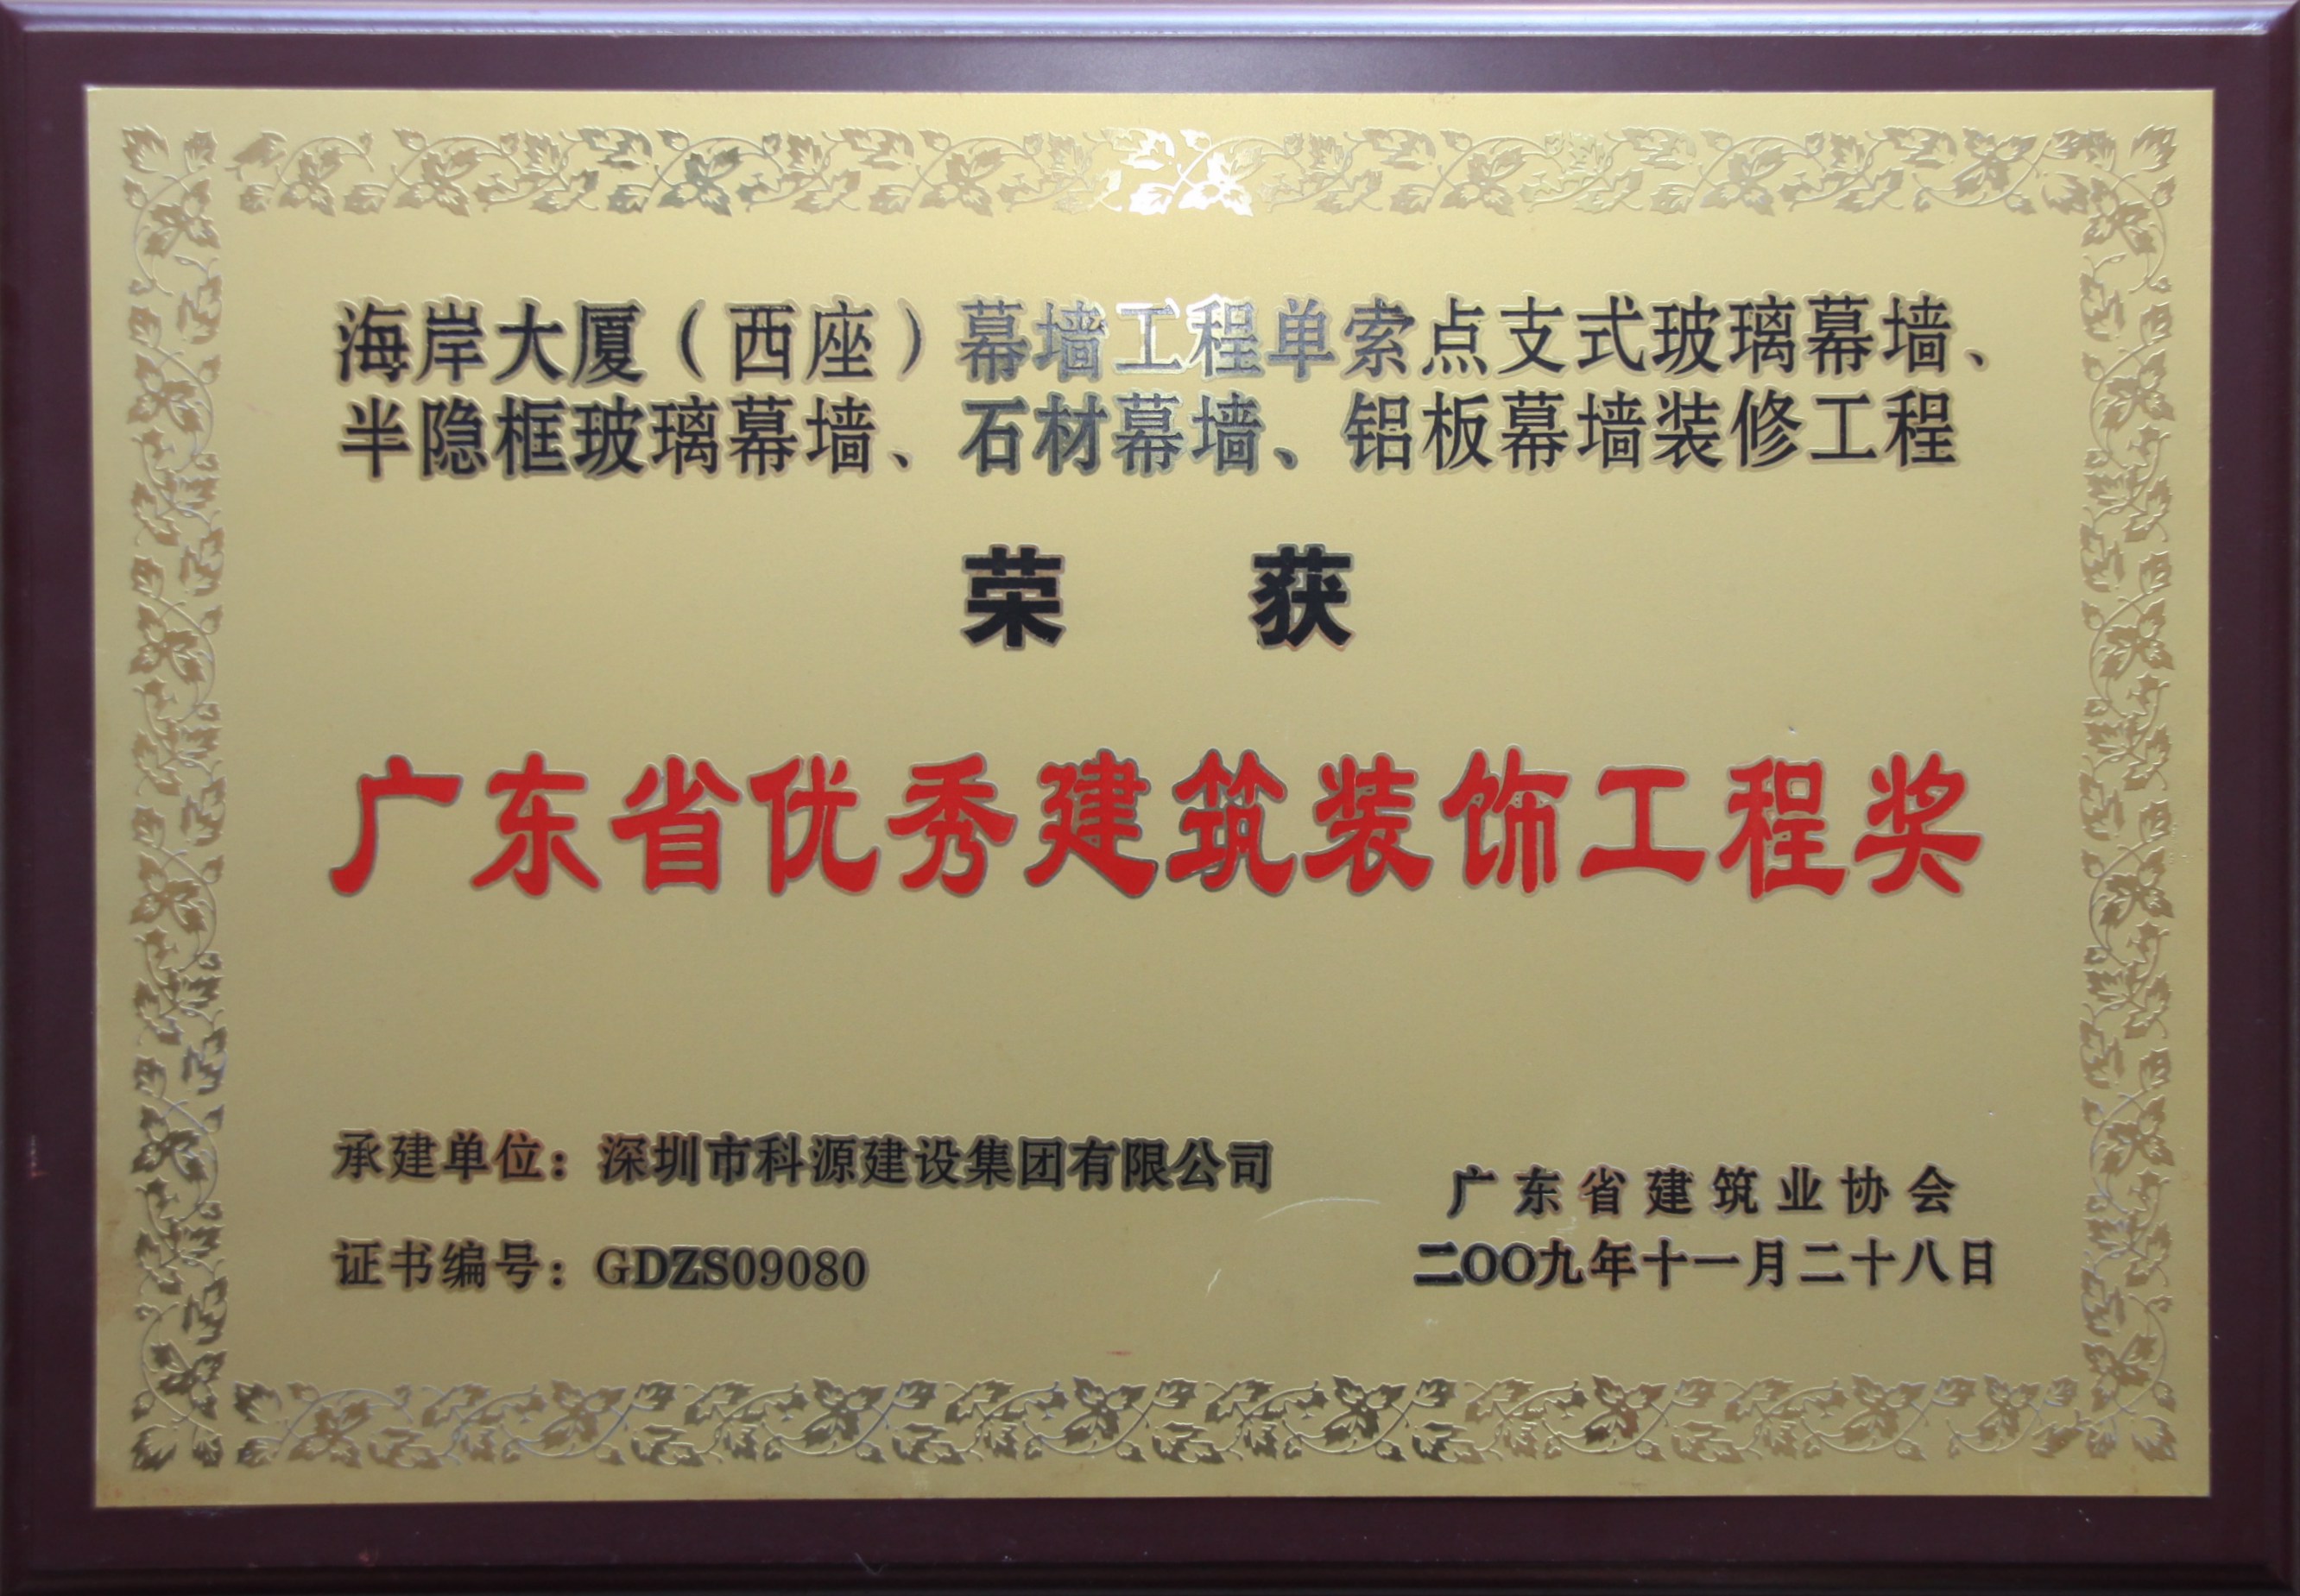 海岸大厦（西座）幕墙工程单索点支式玻璃幕墙、
半隐框玻璃幕墙、石材幕墙、铝板幕墙装修工程
荣 获
广东省优秀建筑装饰工程奖
承建单位：深圳市科源建设集团有限公司
证书编号：GDZS09080
广东省建筑业协会
二〇〇九年十一月二十八日